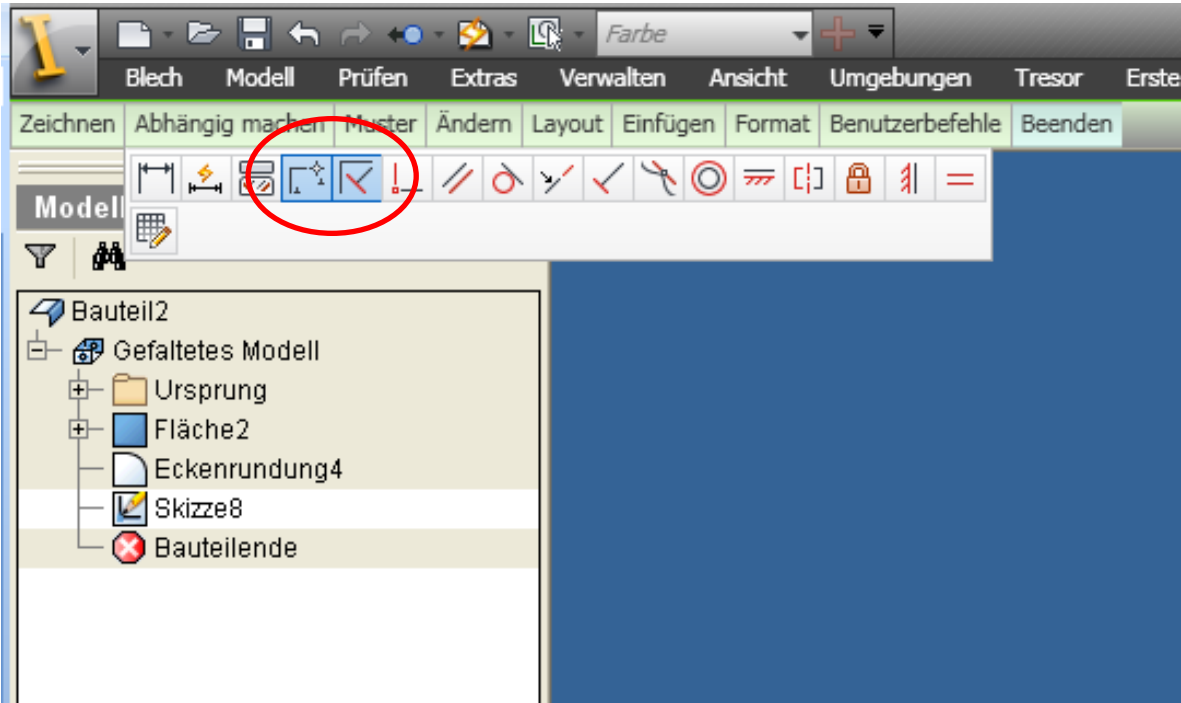 Farbe
Blech Modell Prüfen Extras Verwalten Ansicht Umgebungen Tresor Erste
Zeichnen Abhängig machen Muster Ändern Layout Einfügen Format Benutzerbefehle Beenden
Modell
Bauteil2
Gefaltetes Modell
Ursprung
Fläche2
Eckenrundung4
Skizze8
Bauteilende